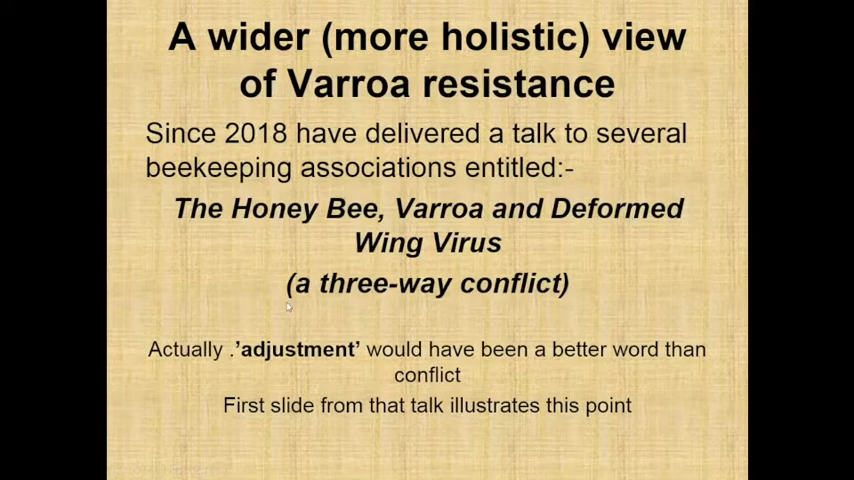 A wider (more holistic) view
of Varroa resistance
Since 2018 have delivered a talk to several
beekeeping associations entitled:-
The Honey Bee, Varroa and Deformed
Wing Virus
(a three-way conflict)
Actually .’adjustment’ would have been a better word than
conflict
First slide from that talk illustrates this point